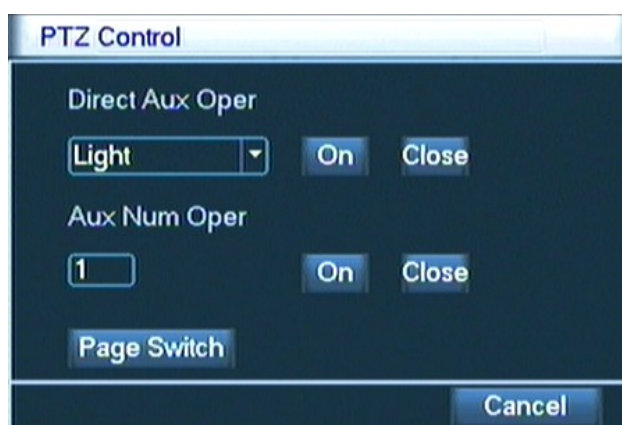 PTZ Control
Direct Aux Oper
Light On Close
Aux Num Oper
1 On Close
Page Switch
Cancel